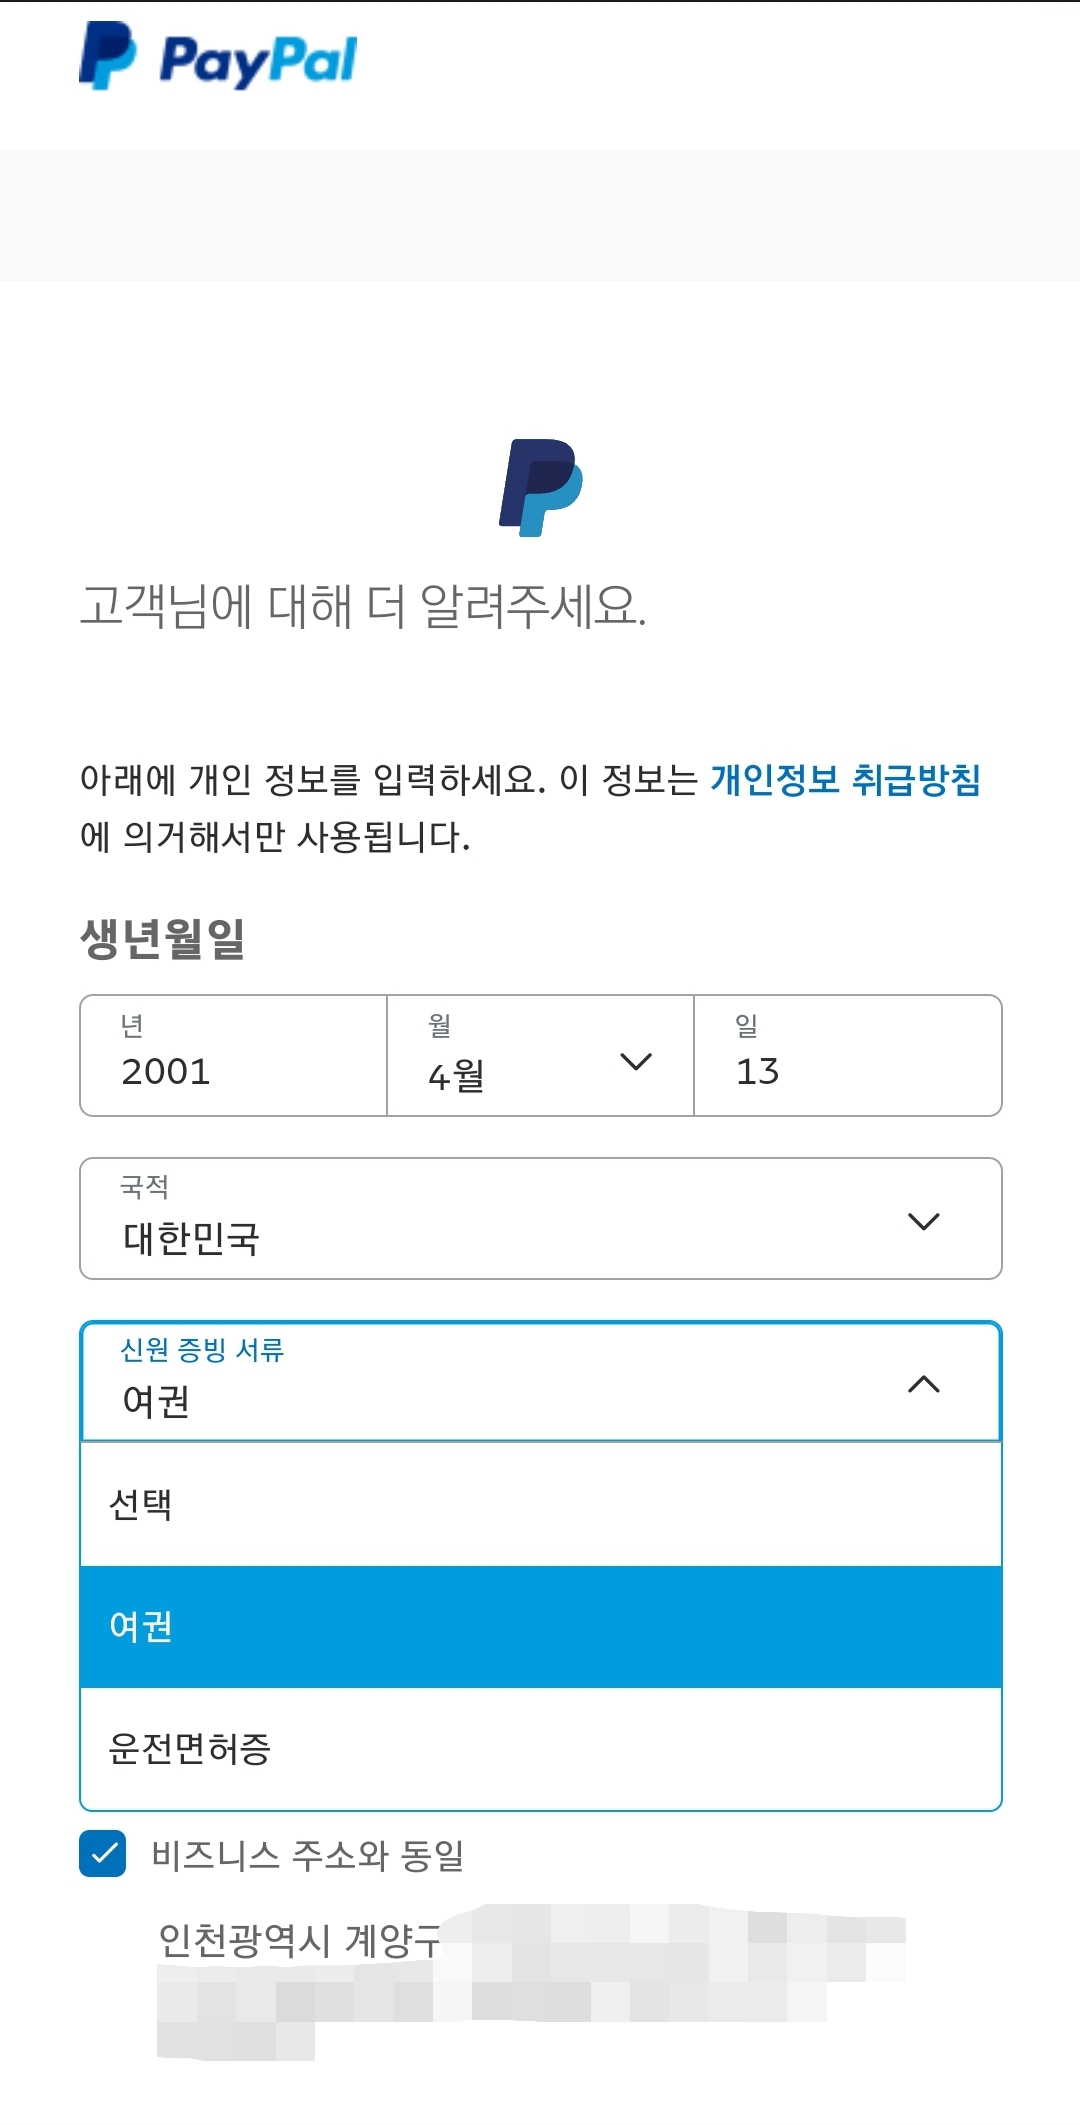 PayPal
고객님에 대해 더 알려주세요.
아래에 개인 정보를 입력하세요. 이 정보는 개인정보 취급방침
에 의거해서만 사용됩니다.
생년월일
년 월 일
2001 4월 13
국적
대한민국
신원 증빙 서류
여권
선택
여권
운전면허증
비즈니스 주소와 동일
인천광역시 계양구